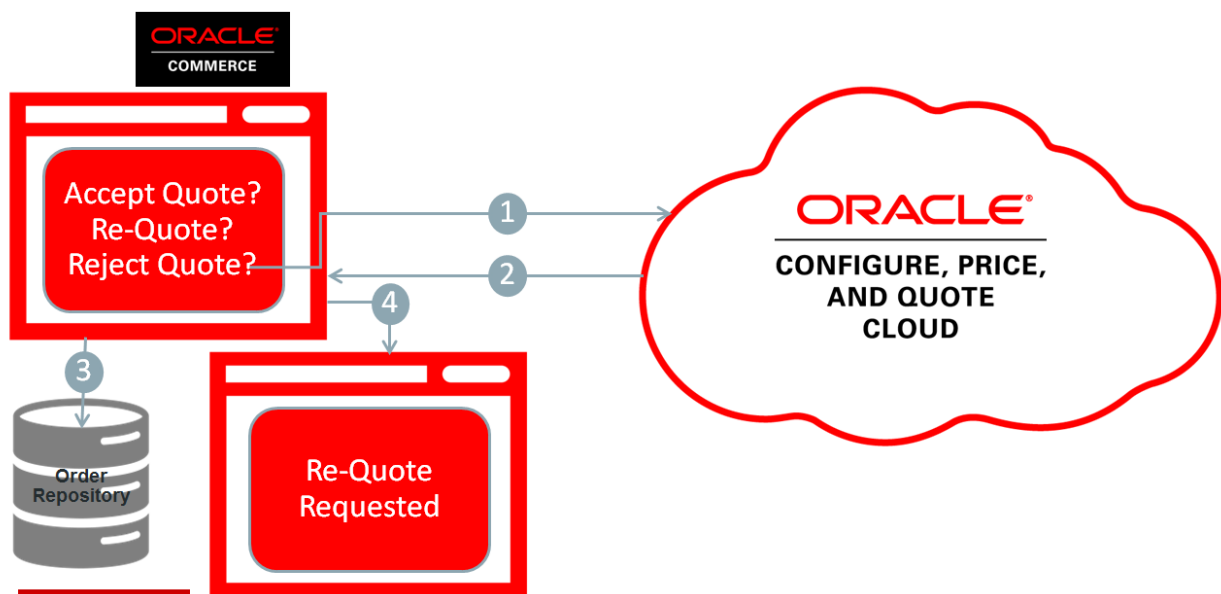 ORACLE
COMMERCE
Accept Quote?
Re-Quote?
Reject Quote?
1
2
4
3
ORACLE
CONFIGURE, PRICE,
AND QUOTE
CLOUD
Order
Repository
Re-Quote
Requested